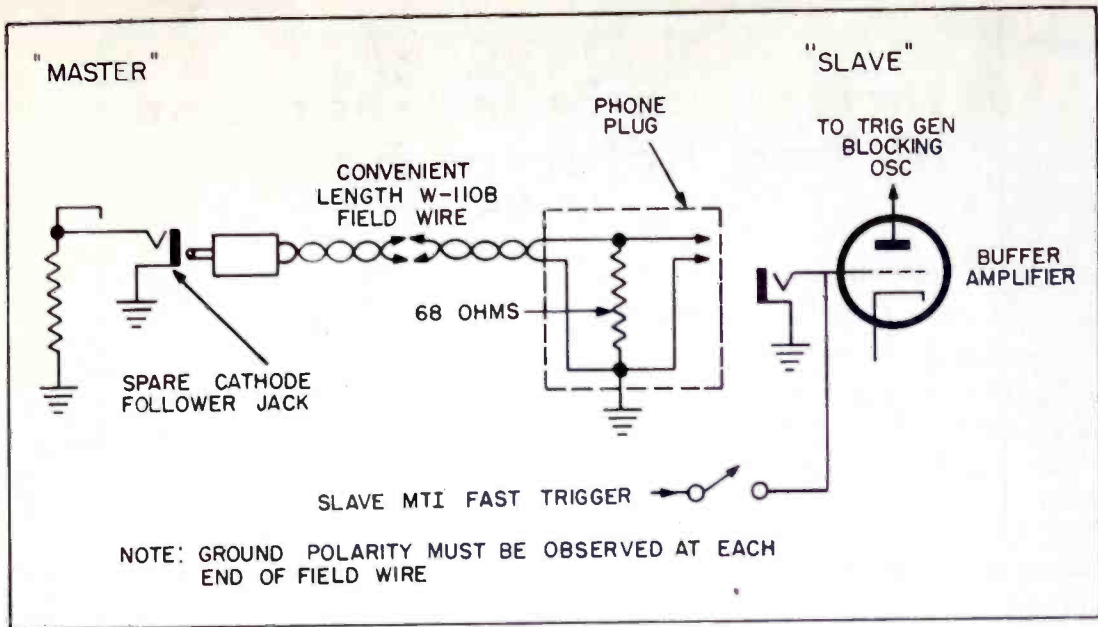 "MASTER"
"SLAVE"
PHONE
PLUG
TO TRIG GEN
BLOCKING
OSC
CONVENIENT
LENGTH W-110B
FIELD WIRE
BUFFER
AMPLIFIER
68 OHMS
SPARE CATHODE
FOLLOWER JACK
SLAVE MTI FAST TRIGGER
NOTE: GROUND POLARITY MUST BE OBSERVED AT EACH
END OF FIELD WIRE